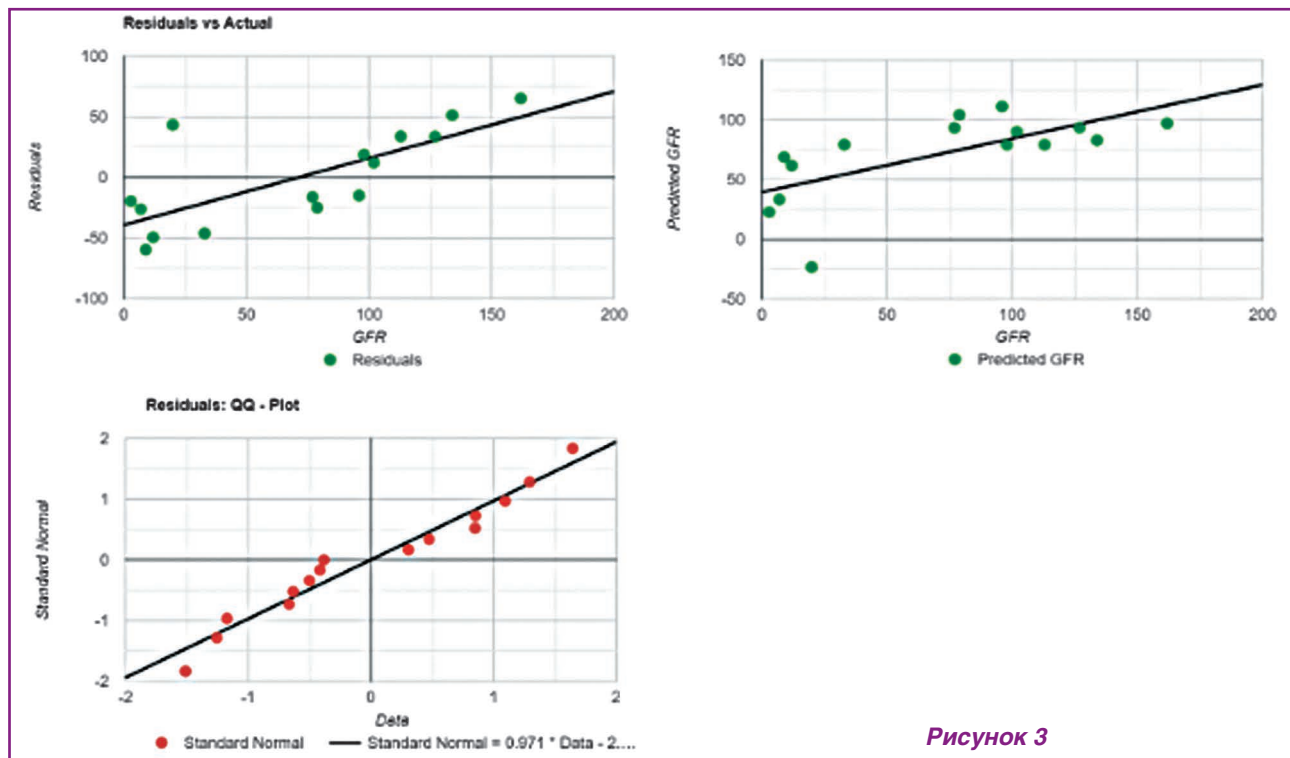 Residuals vs Actual
100
50
0
-50
-100
Residuals
0
50
100
150
200
GFR
Residuals
150
100
50
0
-50
Predicted GFR
0
50
100
150
200
GFR
Predicted GFR
Residuals: QQ - Plot
2
1
0
-1
-2
Standard Normal
-2
-1
0
1
2
Data
Standard Normal
Standard Normal = 0.971 * Data - 2....
Рисунок 3